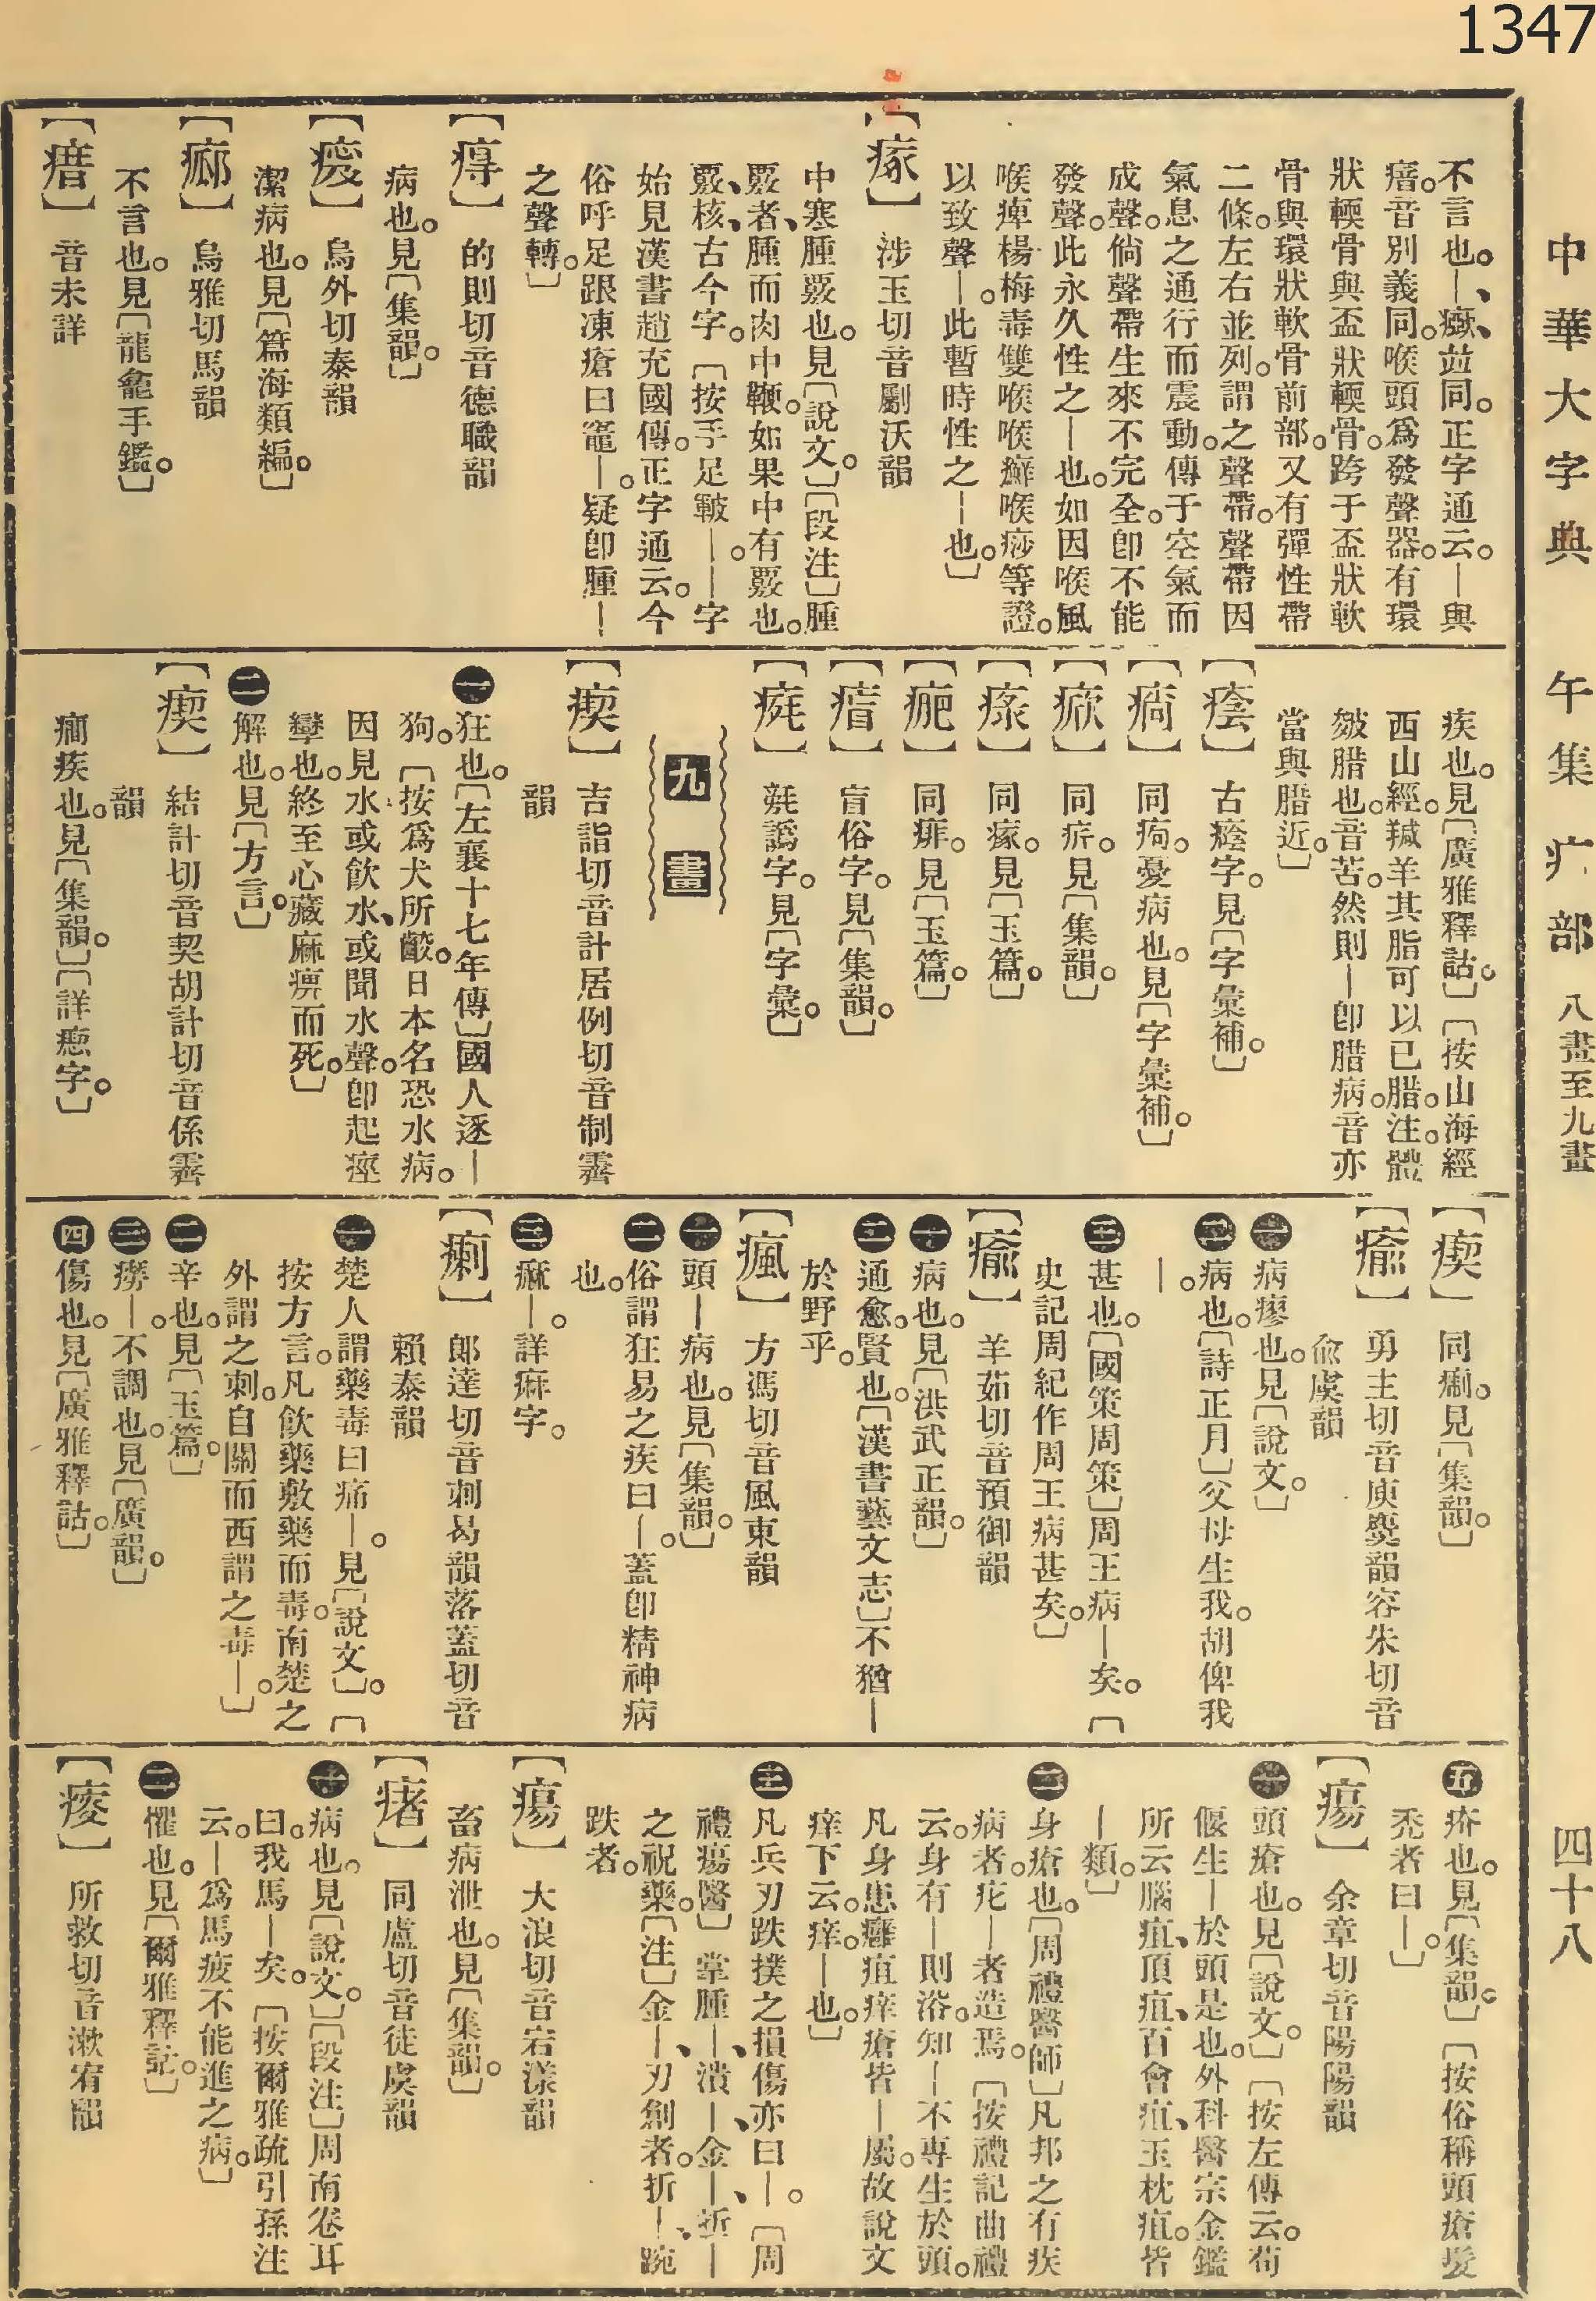 1347
中華大字典 午集 疒部 八畫至九畫 四十八
不言也。｜、癥、竝同。正字通云。｜與
瘖音別義同。喉頭爲發聲器。有環
狀輭骨與盃狀輭骨。跨于盃狀軟
骨與環狀軟骨前部。又有彈性帶
二條。左右並列。謂之聲帶。聲帶因
氣息之通行而震動。傳于空氣而
成聲。倘聲帶生來不完全。卽不能
發聲。此永久性之｜也。如因喉風
喉痺楊梅毒雙喉喉癬喉痧等證。
以致聲｜。此暫時性之｜也。〕
【瘃】 涉玉切音斸沃韻
中寒腫覈也。見〔說文。〕〔段注〕腫
覈者、腫而肉中鞕。如果中有覈也。
覈、核、古今字。〔按手足皸｜。｜字
始見漢書趙充國傳。正字通云。今
俗呼足跟凍瘡曰竈｜。疑卽腫｜
之聲轉。〕
【㝵】 的則切音德職韻
病也。見〔集韻。〕
烏外切泰韻
潔病也。見〔篇海類編。〕
烏雅切馬韻
不言也。見〔龍龕手鑑。〕
音未詳
疾也。見〔廣雅釋詁。〕〔按山海經
西山經。羬羊其脂可以已腊。注。體
皴腊也。音昔。然則｜卽腊病。音亦
當與腊近。〕
古癊字。見〔字彙補。〕
同痀。憂病也。見〔字彙補。〕
同㾏。見〔集韻。〕
同瘃。見〔玉篇。〕
同痱。見〔玉篇。〕
盲俗字。見〔集韻。〕
毷譌字。見〔字彙。〕
九畫
【瘈】 吉詣切音計居例切音制霽
韻
㊀狂也。〔左襄十七年傳〕國人逐｜
狗。〔按爲犬所齩。日本名恐水病。
因見水或飮水、或聞水聲。卽起痙
攣也。終至心藏麻痹而死。〕
㊁解也。見〔方言。〕
【瘈】 結計切音契胡計切音係霽
韻
癎疾也。見〔集韻。〕〔詳瘛字。〕
【瘈】 同瘌。見〔集韻。〕
【瘉】 勇主切音庾麌韻容朱切音
兪虞韻
㊀病瘳也。見〔說文。〕
㊁病也。〔詩正月〕父母生我。胡俾我
｜。
㊂甚也。〔國策周策〕周王病｜矣。〔
史記周紀作周王病甚矣。〕
【瘉】 羊茹切音預御韻
㊀病也。見〔洪武正韻。〕
㊁通愈。賢也。〔漢書藝文志〕不猶｜
於野乎。
【瘋】 方馮切音風東韻
㊀頭｜病也。見〔集韻。〕
㊁俗謂狂易之疾曰｜。蓋卽精神病
也。
㊂痲｜。詳痲字。
【瘌】 郞達切音刺曷韻落蓋切音
賴泰韻
㊀楚人謂藥毒曰痛｜。見〔說文〕。〔
按方言。凡飮藥敷藥而毒。南楚之
外謂之刺。自關而西謂之毒｜。〕
㊁辛也。見〔玉篇。〕
㊂癆｜。不調也。見〔廣韻。〕
㊃傷也。見〔廣雅釋詁。〕
㊄疥也。見〔集韻。〕〔按俗稱頭瘡髮
禿者曰｜。〕
【瘍】 余章切音陽陽韻
㊀頭瘡也。見〔說文。〕〔按左傳云。荀
偃生｜於頭是也。外科醫宗金鑑
所云腦疽、頂疽、百會疽、玉枕疽。皆
｜類。〕
㊁身瘡也。〔周禮醫師〕凡邦之有疾
病者。疕｜者造焉。〔按禮記曲禮
云。身有｜則浴。知｜不專生於頭。
凡身患癰疽痒瘡皆｜屬。故說文
痒下云。痒。｜也。〕
㊂凡兵刃跌撲之損傷亦曰｜。〔周
禮瘍醫〕掌腫｜、潰｜、金｜、折｜
之祝藥。〔注〕金｜、刃創者。折｜、踠
跌者。
【瘍】 大浪切音宕漾韻
畜病泄也。見〔集韻。〕
【瘏】 同盧切音徒虞韻
㊀病也。見〔說文。〕〔段注〕周南卷耳
曰。我馬｜矣。〔按爾雅疏引孫注
云。｜爲馬疲不能進之病。〕
㊁懼也。見〔爾雅釋詁。〕
所救切音漱宥韻